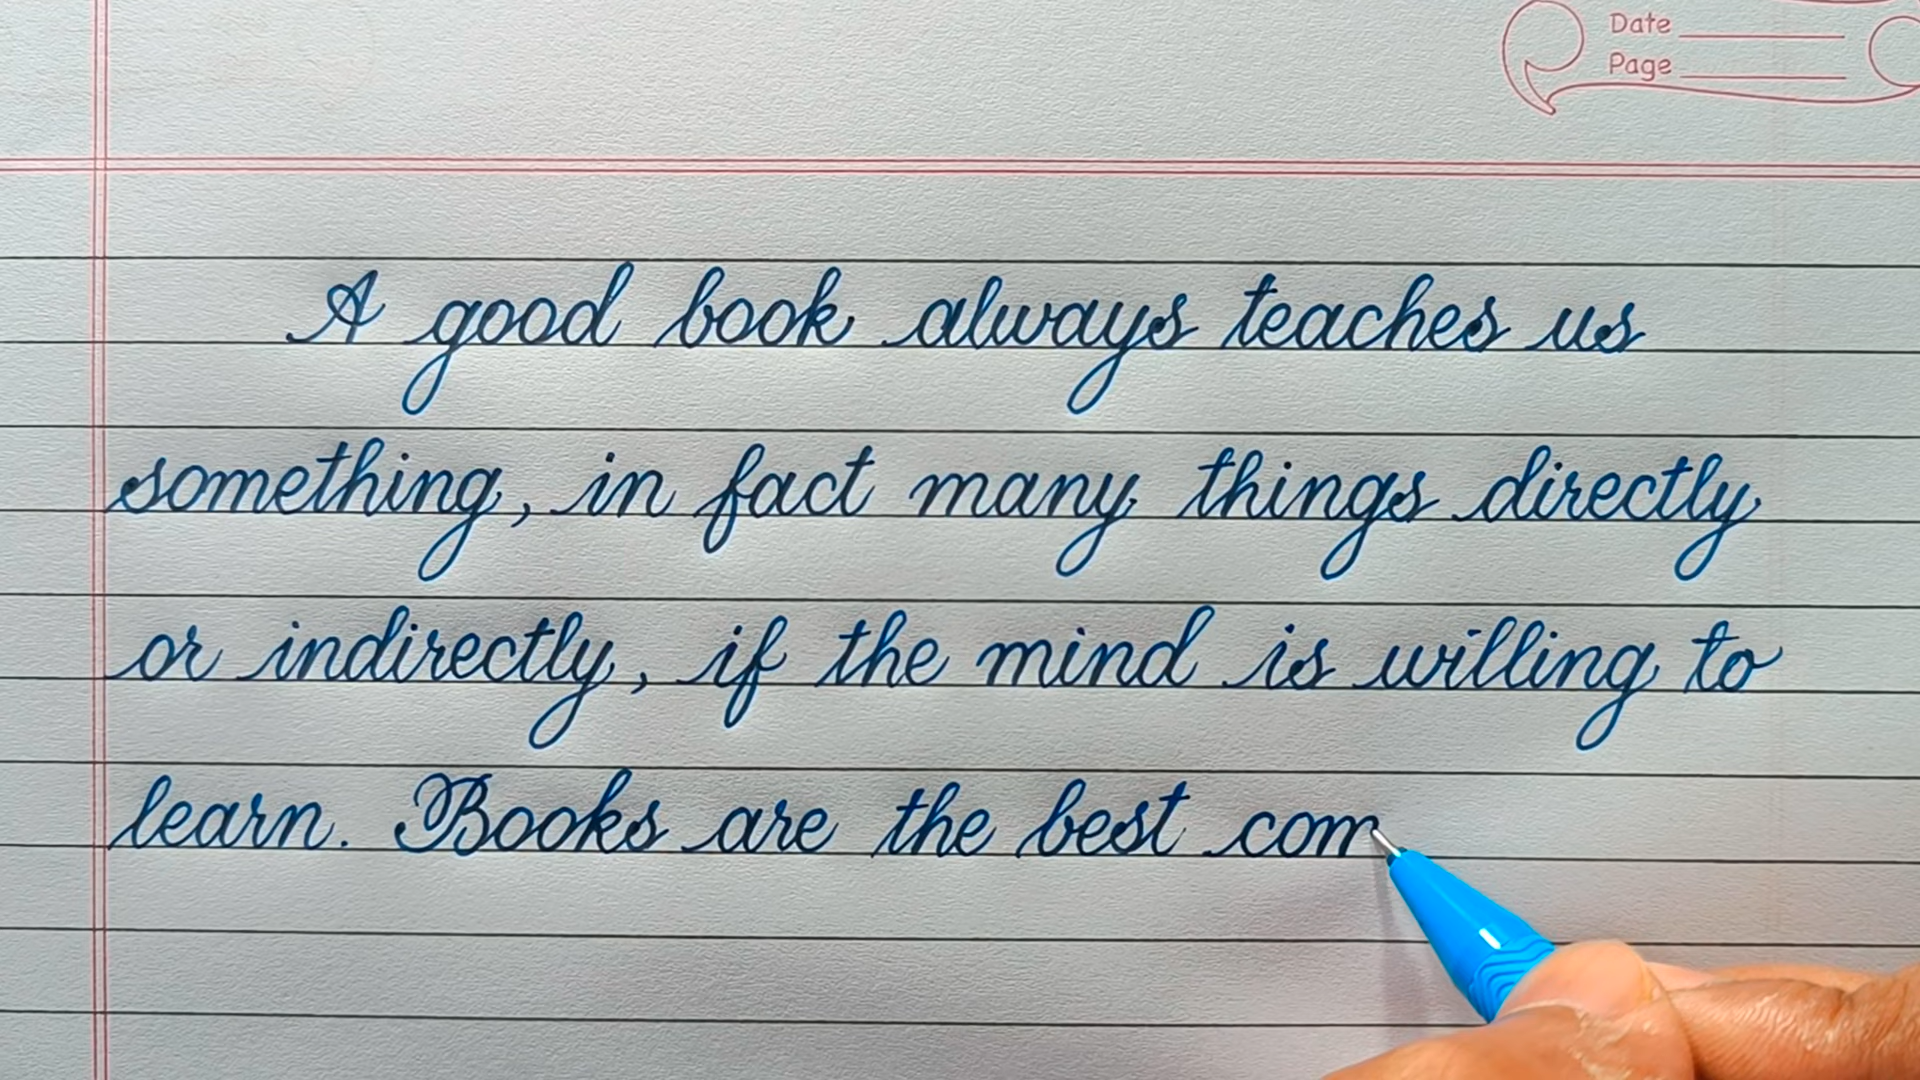 Date
Page
A good book always teaches us
something, in fact many things directly
or indirectly, if the mind is willing to
learn. Books are the best com